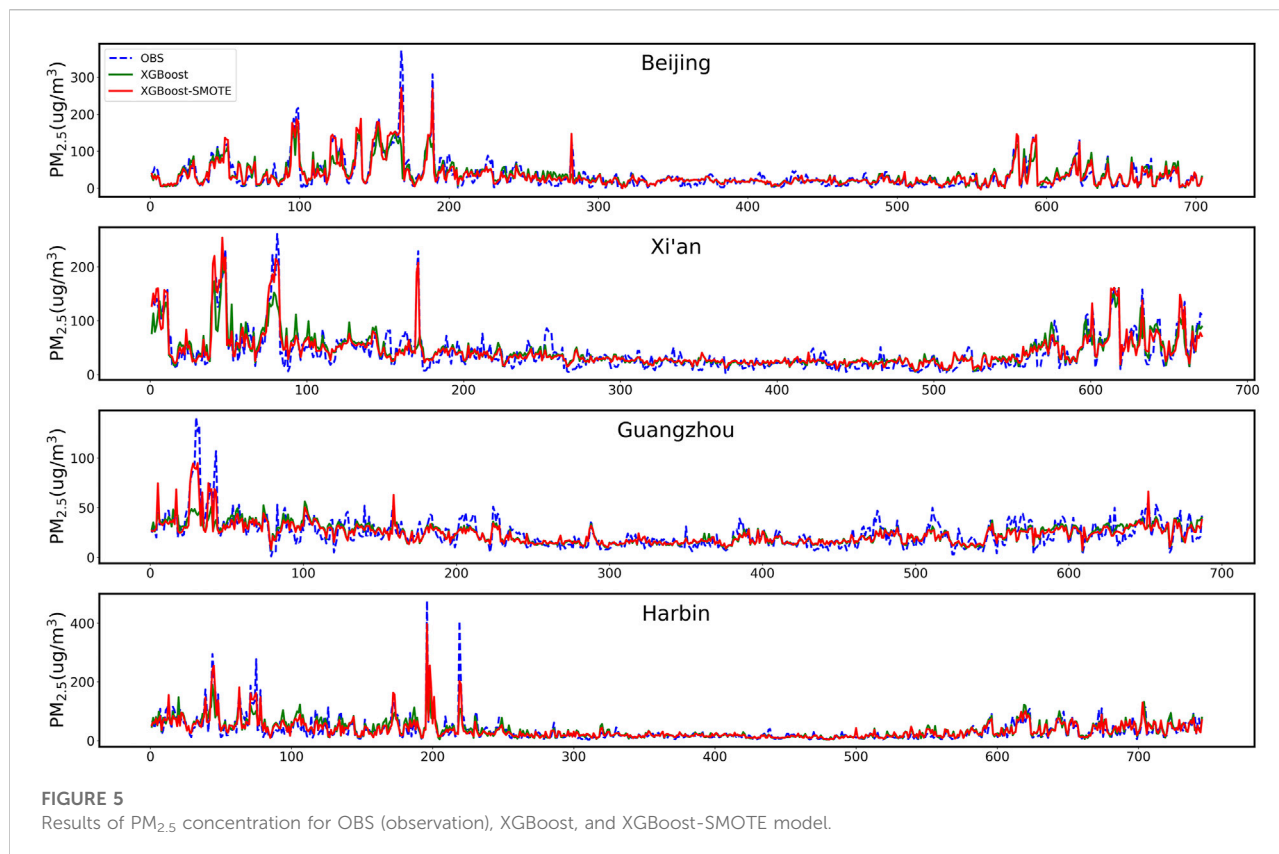 PM2.5(ug/m3)
300
200
100
0
OBS
XGBoost
XGBoost-SMOTE
Beijing
0 100 200 300 400 500 600 700
PM2.5(ug/m3)
200
100
0
Xi'an
0 100 200 300 400 500 600 700
PM2.5(ug/m3)
100
50
0
Guangzhou
0 100 200 300 400 500 600 700
PM2.5(ug/m3)
400
200
0
Harbin
0 100 200 300 400 500 600 700
FIGURE 5
Results of PM2.5 concentration for OBS (observation), XGBoost, and XGBoost-SMOTE model.